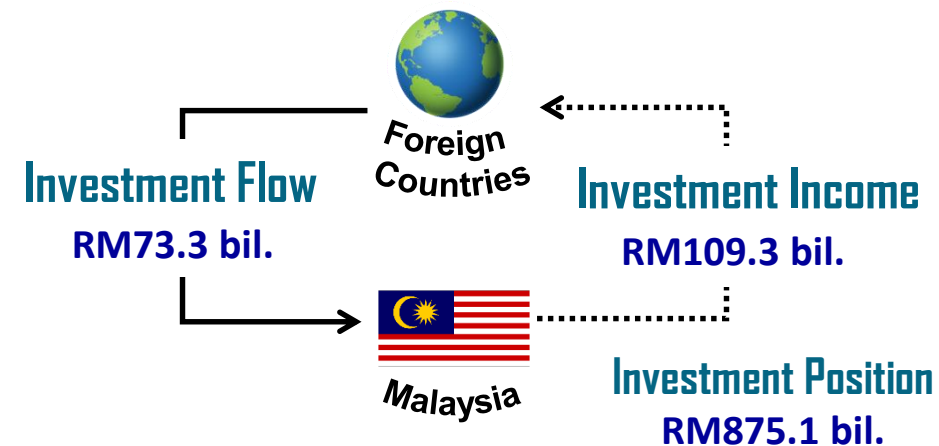 Foreign
Countries
Investment Flow
RM73.3 bil.
Investment Income
RM109.3 bil.
Malaysia
Investment Position
RM875.1 bil.